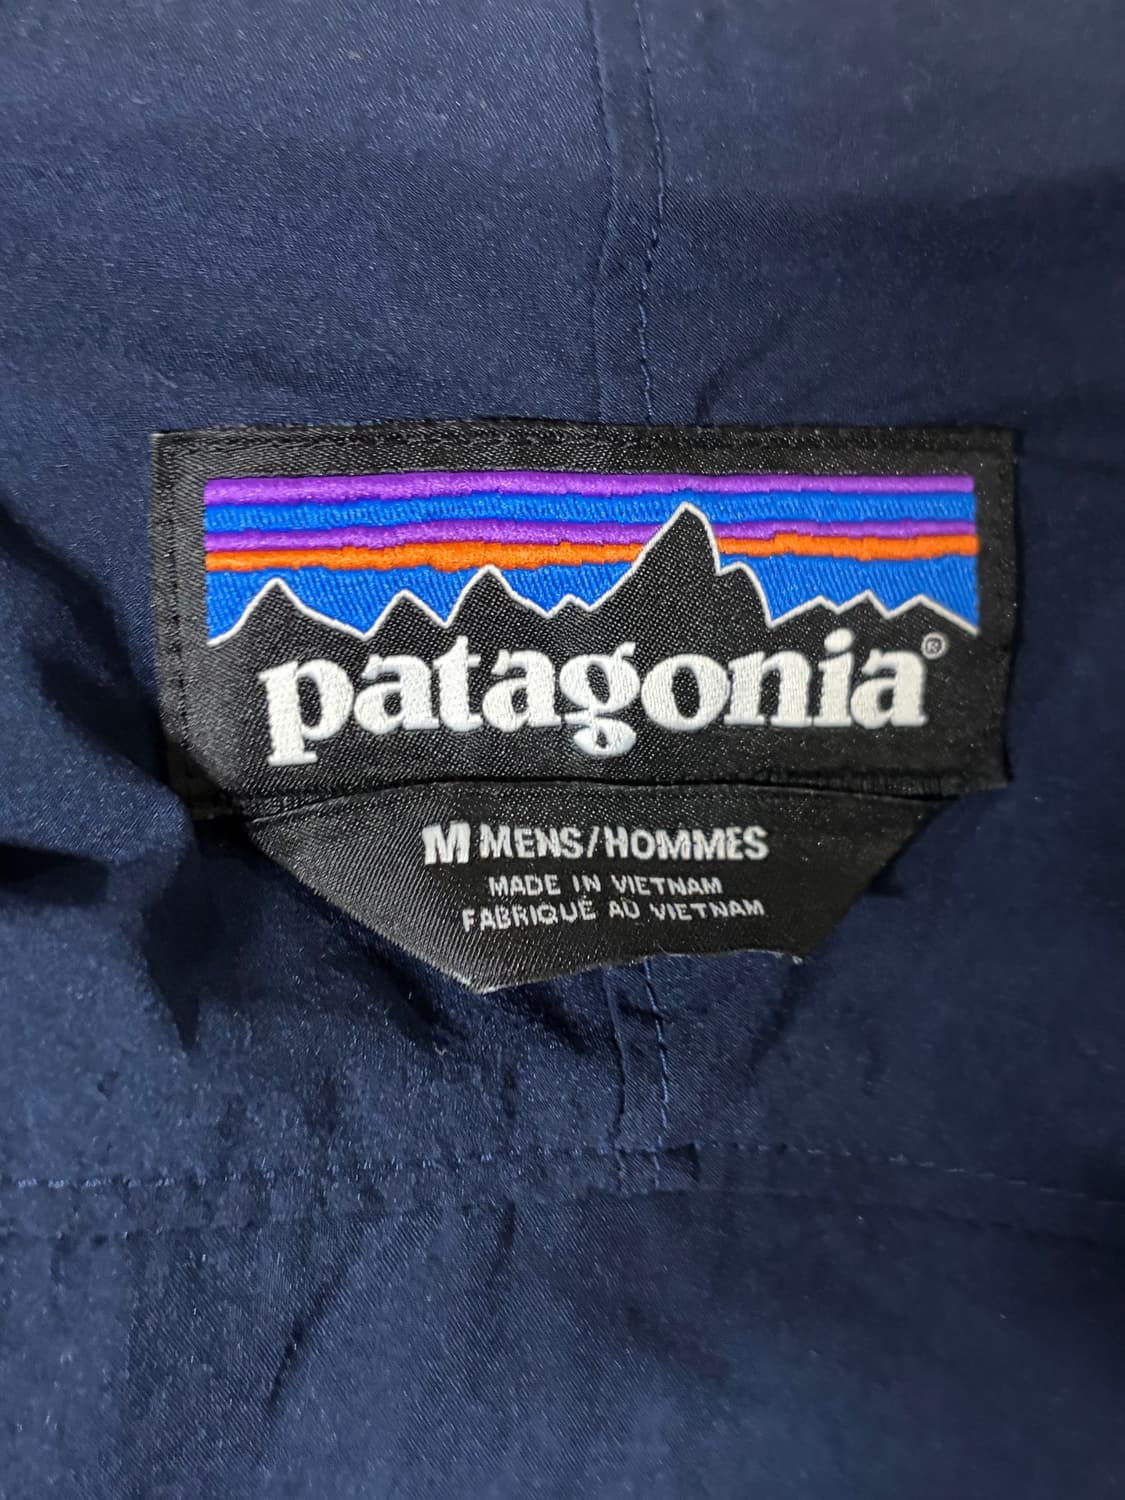 patagonia®
M MENS/HOMMES
MADE IN VIETNAM
FABRIQUÉ AU VIETNAM